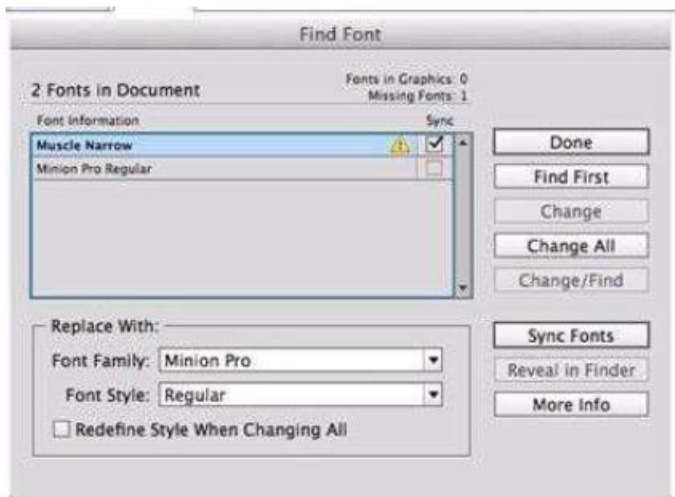 Find Font
2 Fonts in Document
Fonts in Graphics: 0
Missing Fonts: 1
Font Information
Sync
Muscle Narrow
Minion Pro Regular
Done
Find First
Change
Change All
Change/Find
Replace With:
Font Family: Minion Pro
Font Style: Regular
Redefine Style When Changing All
Sync Fonts
Reveal in Finder
More Info